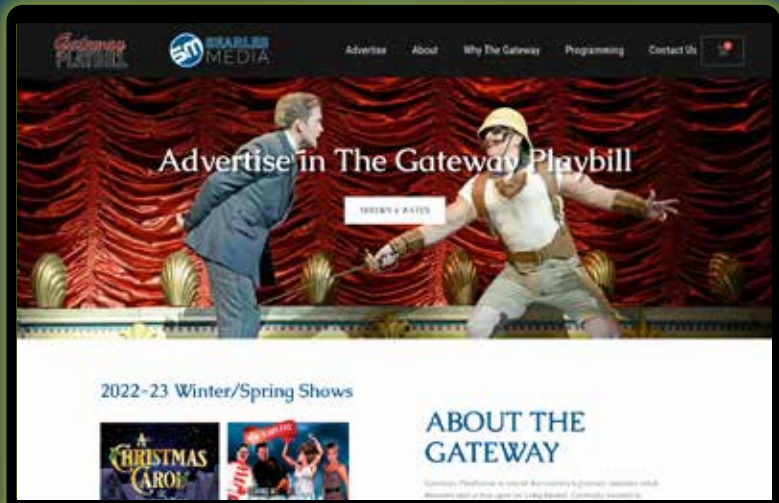 Gateway
PLAYBILL
SM SEARLES
MEDIA
Advertise About Why The Gateway Programming Contact Us
Advertise in The Gateway Playbill
SHOWS & RATES
2022-23 Winter/Spring Shows
A
CHRISTMAS
CAROL
ABOUT THE
GATEWAY